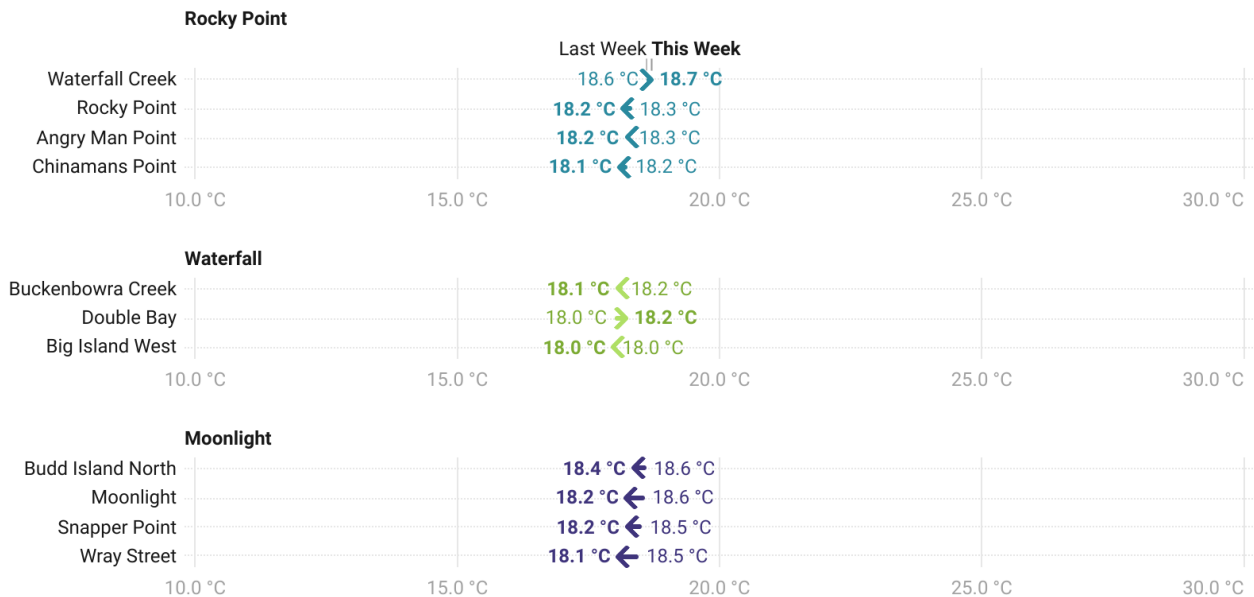 Rocky Point
Last Week This Week
Waterfall Creek 18.6 °C 18.7 °C
Rocky Point 18.2 °C 18.3 °C
Angry Man Point 18.2 °C 18.3 °C
Chinamans Point 18.1 °C 18.2 °C
10.0 °C 15.0 °C 20.0 °C 25.0 °C 30.0 °C
Waterfall
Buckenbowra Creek 18.1 °C 18.2 °C
Double Bay 18.0 °C 18.2 °C
Big Island West 18.0 °C 18.0 °C
10.0 °C 15.0 °C 20.0 °C 25.0 °C 30.0 °C
Moonlight
Budd Island North 18.4 °C 18.6 °C
Moonlight 18.2 °C 18.6 °C
Snapper Point 18.2 °C 18.5 °C
Wray Street 18.1 °C 18.5 °C
10.0 °C 15.0 °C 20.0 °C 25.0 °C 30.0 °C